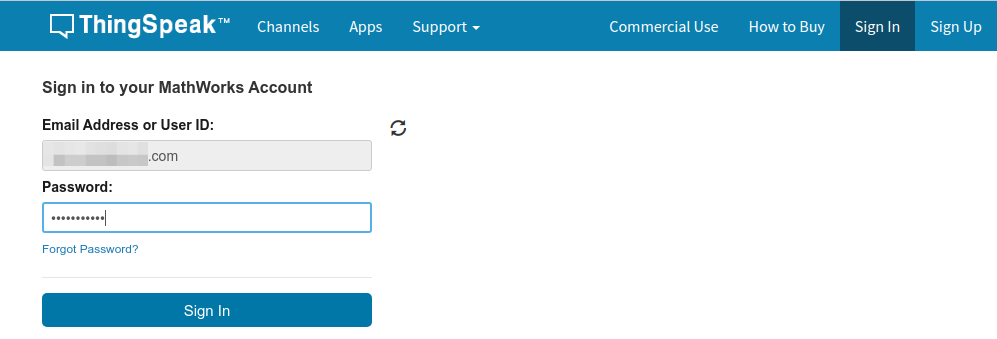 ThingSpeak™ Channels Apps Support Commercial Use How to Buy Sign In Sign Up
Sign in to your MathWorks Account
Email Address or User ID:
.com
Password:
•••••••••••
Forgot Password?
Sign In